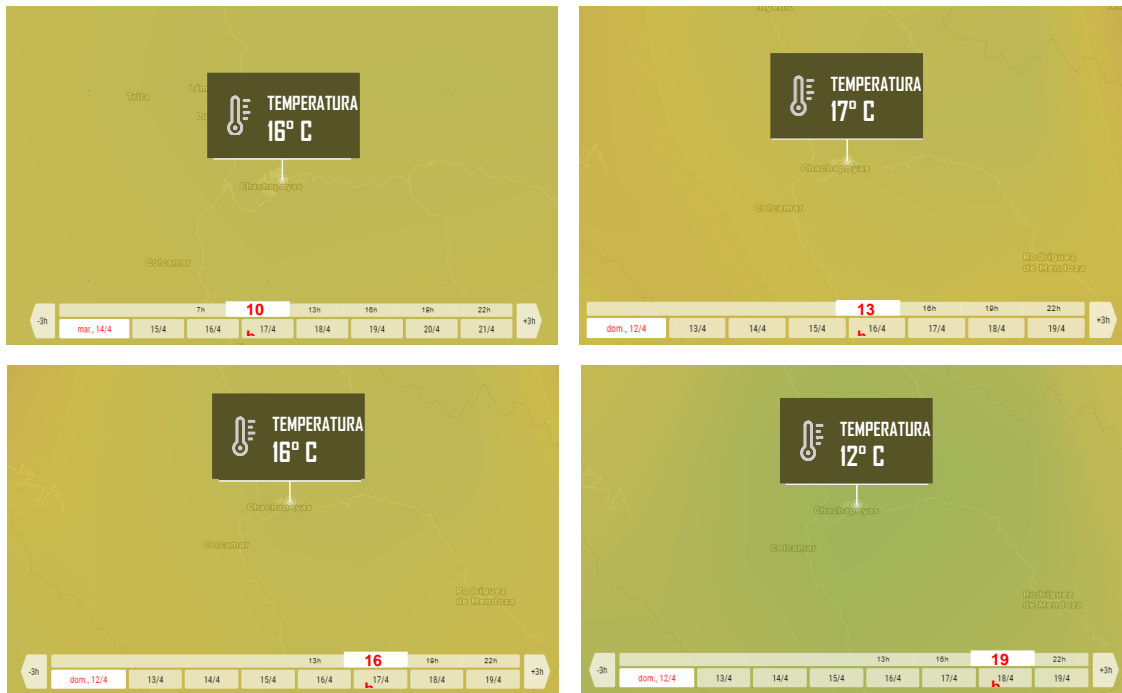 Trita
Lám
Lu
TEMPERATURA
16° C
Chachapoyas
Colcamar
-3h
7h
10
h
13h
16h
19h
22h
+3h
mar., 14/4
15/4
16/4
17/4
18/4
19/4
20/4
21/4
Ingenio
TEMPERATURA
17° C
Chachapoyas
Colcamar
Rodríguez
de Mendoza
13
h
16h
19h
22h
+3h
dom., 12/4
13/4
14/4
15/4
16/4
17/4
18/4
19/4
TEMPERATURA
16° C
Chachapoyas
Colcamar
Rodríguez
de Mendoza
-3h
13h
16
h
19h
22h
+3h
dom., 12/4
13/4
14/4
15/4
16/4
17/4
18/4
19/4
TEMPERATURA
12° C
Chachapoyas
Colcamar
Rodríguez
de Mendoza
-3h
13h
16h
19
h
22h
+3h
dom., 12/4
13/4
14/4
15/4
16/4
17/4
18/4
19/4